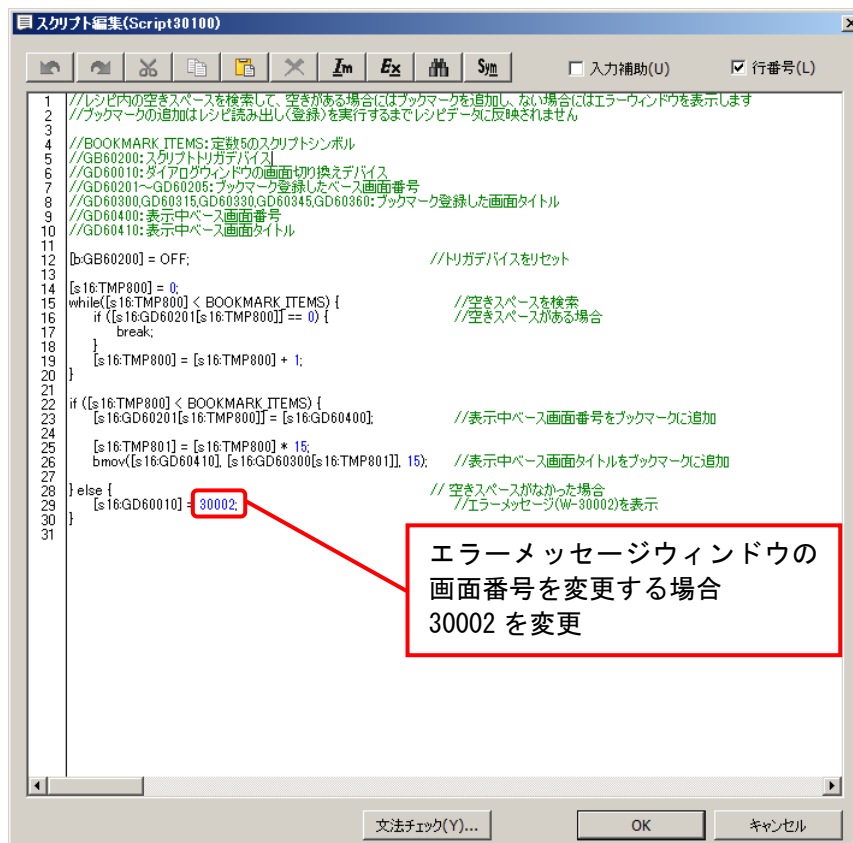 スクリプト編集(Script30100)
Im Ex Sym 入力補助(U) 行番号(L)
1 //レシピ内の空きスペースを検索して、空きがある場合にはブックマークを追加し、ない場合にはエラーウィンドウを表示します
2 //ブックマークの追加はレシピ読み出し(登録)を実行するまでレシピデータに反映されません
3
4 //BOOKMARK_ITEMS:定数5のスクリプトシンボル
5 //GB60200:スクリプトトリガデバイス
6 //GD60010:ダイアログウィンドウの画面切り換えデバイス
7 //GD60201～GD60205:ブックマーク登録したベース画面番号
8 //GD60300,GD60315,GD60330,GD60345,GD60360:ブックマーク登録した画面タイトル
9 //GD60400:表示中ベース画面番号
10 //GD60410:表示中ベース画面タイトル
11
12 [b:GB60200] = OFF; //トリガデバイスをリセット
13
14 [s16:TMP800] = 0;
15 while([s16:TMP800] < BOOKMARK_ITEMS) { //空きスペースを検索
16 if ([s16:GD60201[s16:TMP800]] == 0) { //空きスペースがある場合
17 break;
18 }
19 [s16:TMP800] = [s16:TMP800] + 1;
20 }
21
22 if ([s16:TMP800] < BOOKMARK_ITEMS) {
23 [s16:GD60201[s16:TMP800]] = [s16:GD60400]; //表示中ベース画面番号をブックマークに追加
24
25 [s16:TMP801] = [s16:TMP800] * 15;
26 bmov([s16:GD60410], [s16:GD60300[s16:TMP801]], 15); //表示中ベース画面タイトルをブックマークに追加
27
28 } else { // 空きスペースがなかった場合
29 [s16:GD60010] = 30002; //エラーメッセージ(W-30002)を表示
30 }
31
エラーメッセージウィンドウの
画面番号を変更する場合
30002 を変更
文法チェック(Y)... OK キャンセル